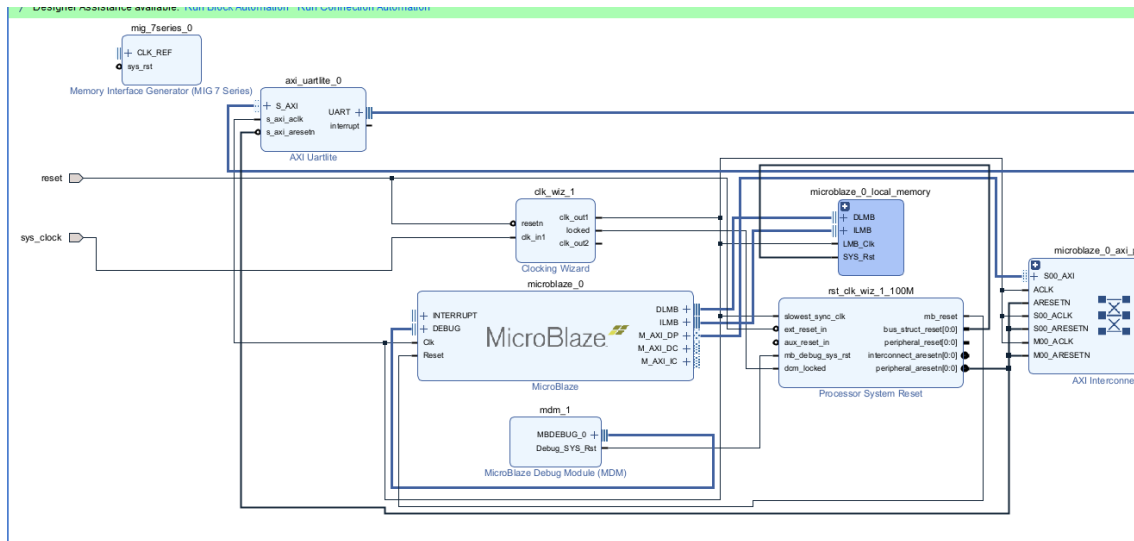 Designer Assistance available. Run Block Automation Run Connection Automation
mig_7series_0
CLK_REF
sys_rst
Memory Interface Generator (MIG 7 Series)
axi_uartlite_0
S_AXI
s_axi_aclk
s_axi_aresetn
UART
interrupt
AXI Uartlite
reset
sys_clock
clk_wiz_1
resetn
clk_in1
clk_out1
locked
clk_out2
Clocking Wizard
microblaze_0_local_memory
DLMB
ILMB
LMB_Clk
SYS_Rst
microblaze_0
INTERRUPT
DEBUG
Clk
Reset
MicroBlaze
DLMB
ILMB
M_AXI_DP
M_AXI_DC
M_AXI_IC
MicroBlaze
rst_clk_wiz_1_100M
slowest_sync_clk
ext_reset_in
aux_reset_in
mb_debug_sys_rst
dcm_locked
mb_reset
bus_struct_reset[0:0]
peripheral_reset[0:0]
interconnect_aresetn[0:0]
peripheral_aresetn[0:0]
Processor System Reset
microblaze_0_axi_
S00_AXI
ACLK
ARESETN
S00_ACLK
S00_ARESETN
M00_ACLK
M00_ARESETN
AXI Interconne
mdm_1
MBDEBUG_0
Debug_SYS_Rst
MicroBlaze Debug Module (MDM)